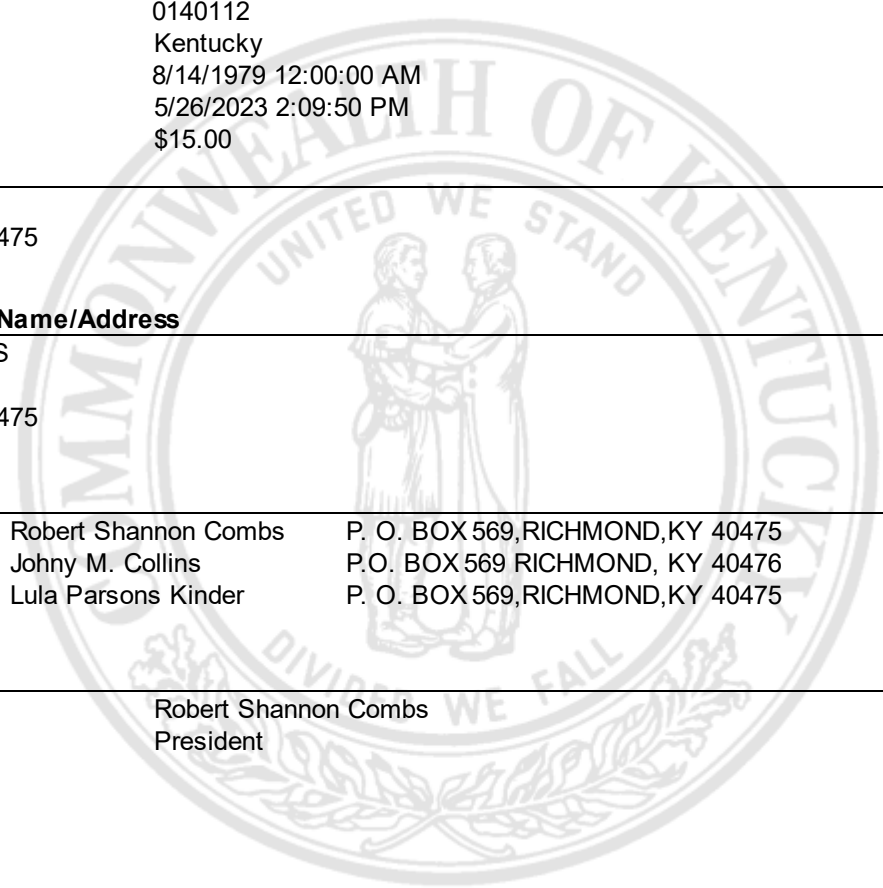 0140112
Kentucky
8/14/1979 12:00:00 AM
5/26/2023 2:09:50 PM
$15.00
475
Name/Address
S
475
Robert Shannon Combs P. O. BOX 569,RICHMOND,KY 40475
Johny M. Collins P.O. BOX 569 RICHMOND, KY 40476
Lula Parsons Kinder P. O. BOX 569,RICHMOND,KY 40475
Robert Shannon Combs
President
COMMONWEALTH OF KENTUCKY
UNITED WE STAND
DIVIDED WE FALL